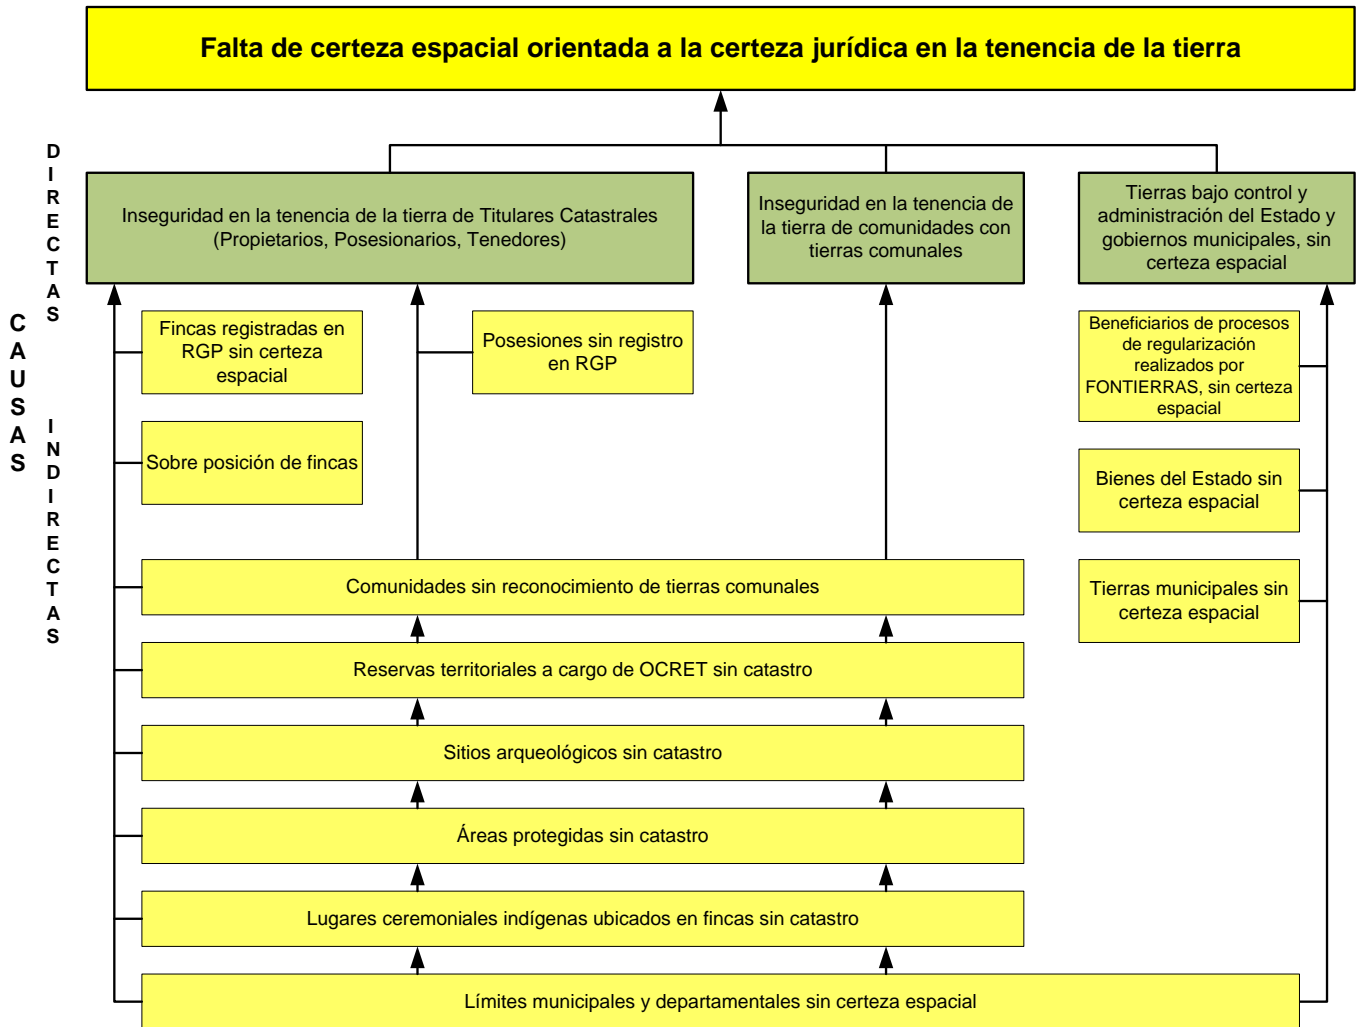 Falta de certeza espacial orientada a la certeza jurídica en la tenencia de la tierra
CAUSAS
DIRECTAS
Inseguridad en la tenencia de la tierra de Titulares Catastrales
(Propietarios, Posesionarios, Tenedores)
Inseguridad en la tenencia de
la tierra de comunidades con
tierras comunales
Tierras bajo control y
administración del Estado y
gobiernos municipales, sin
certeza espacial
INDIRECTAS
Fincas registradas en
RGP sin certeza
espacial
Posesiones sin registro
en RGP
Beneficiarios de procesos
de regularización
realizados por
FONTIERRAS, sin certeza
espacial
Sobre posición de fincas
Bienes del Estado sin
certeza espacial
Comunidades sin reconocimiento de tierras comunales
Tierras municipales sin
certeza espacial
Reservas territoriales a cargo de OCRET sin catastro
Sitios arqueológicos sin catastro
Áreas protegidas sin catastro
Lugares ceremoniales indígenas ubicados en fincas sin catastro
Límites municipales y departamentales sin certeza espacial